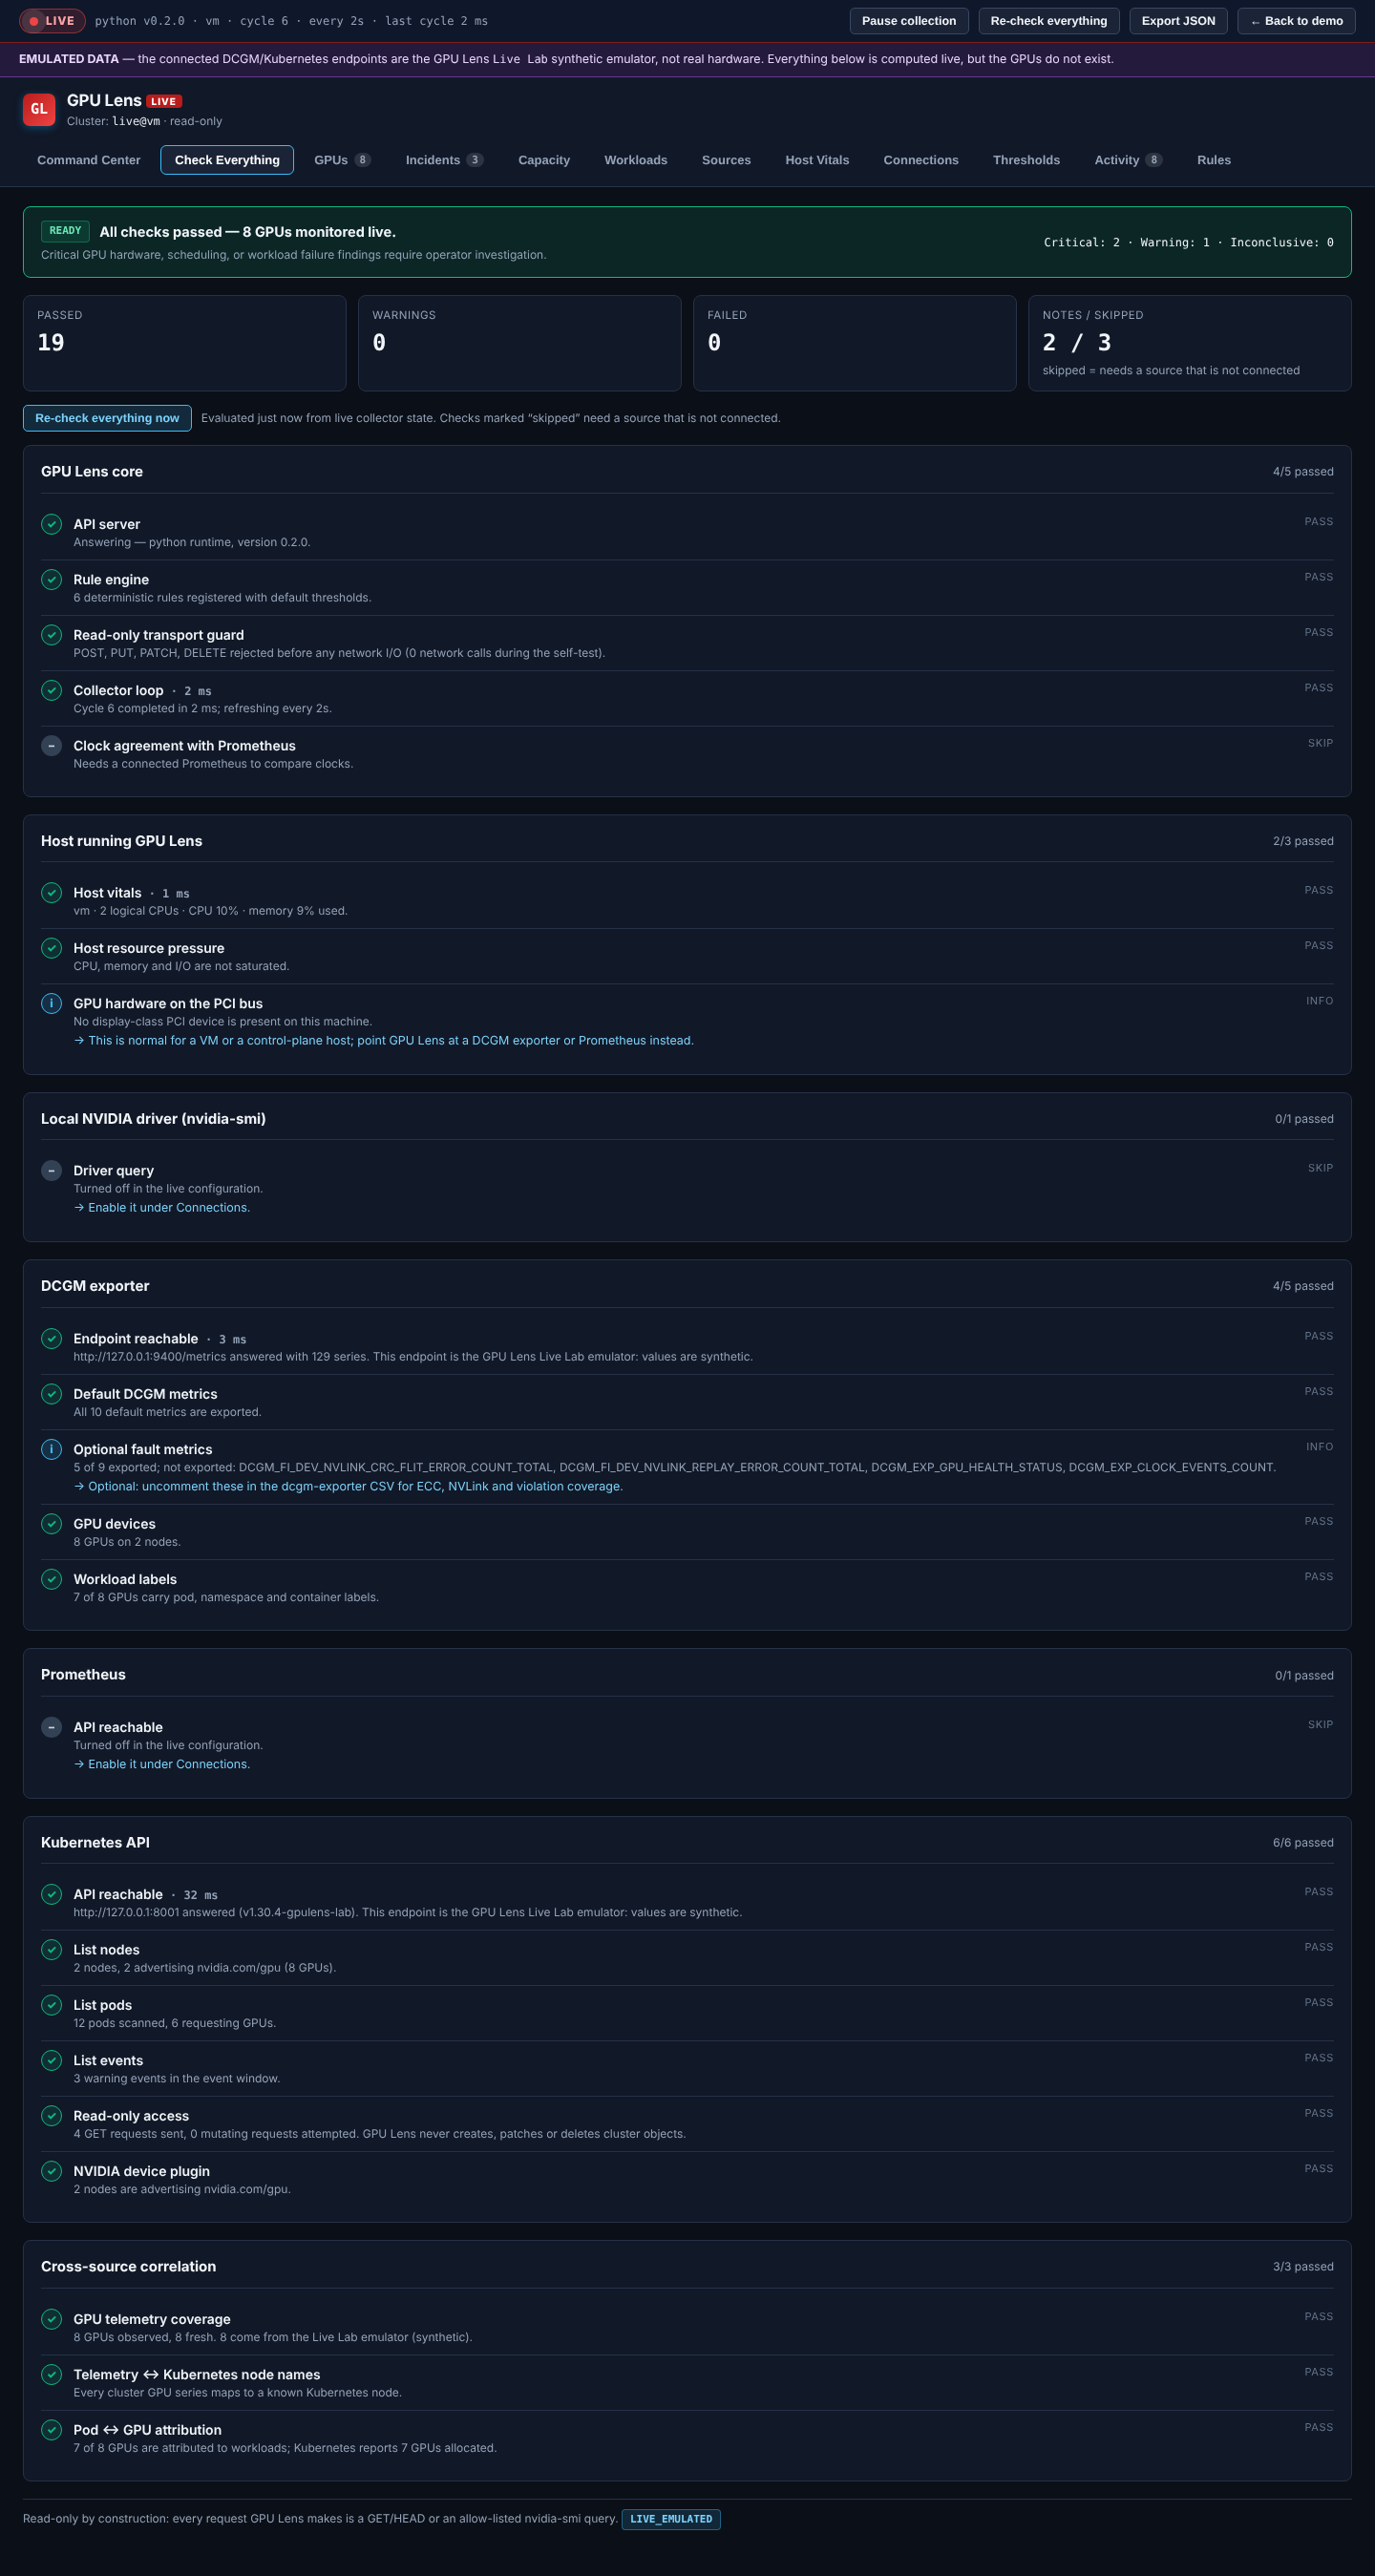 LIVE python v0.2.0 · vm · cycle 6 · every 2s · last cycle 2 ms Pause collection Re-check everything Export JSON ← Back to demo
EMULATED DATA — the connected DCGM/Kubernetes endpoints are the GPU Lens Live Lab synthetic emulator, not real hardware. Everything below is computed live, but the GPUs do not exist.
GL GPU Lens LIVE
Cluster: live@vm · read-only
Command Center Check Everything GPUs 8 Incidents 3 Capacity Workloads Sources Host Vitals Connections Thresholds Activity 8 Rules
READY All checks passed — 8 GPUs monitored live.
Critical GPU hardware, scheduling, or workload failure findings require operator investigation.
Critical: 2 · Warning: 1 · Inconclusive: 0
PASSED
19
WARNINGS
0
FAILED
0
NOTES / SKIPPED
2 / 3
skipped = needs a source that is not connected
Re-check everything now Evaluated just now from live collector state. Checks marked “skipped” need a source that is not connected.
GPU Lens core 4/5 passed
API server PASS
Answering — python runtime, version 0.2.0.
Rule engine PASS
6 deterministic rules registered with default thresholds.
Read-only transport guard PASS
POST, PUT, PATCH, DELETE rejected before any network I/O (0 network calls during the self-test).
Collector loop · 2 ms PASS
Cycle 6 completed in 2 ms; refreshing every 2s.
Clock agreement with Prometheus SKIP
Needs a connected Prometheus to compare clocks.
Host running GPU Lens 2/3 passed
Host vitals · 1 ms PASS
vm · 2 logical CPUs · CPU 10% · memory 9% used.
Host resource pressure PASS
CPU, memory and I/O are not saturated.
GPU hardware on the PCI bus INFO
No display-class PCI device is present on this machine.
→ This is normal for a VM or a control-plane host; point GPU Lens at a DCGM exporter or Prometheus instead.
Local NVIDIA driver (nvidia-smi) 0/1 passed
Driver query SKIP
Turned off in the live configuration.
→ Enable it under Connections.
DCGM exporter 4/5 passed
Endpoint reachable · 3 ms PASS
http://127.0.0.1:9400/metrics answered with 129 series. This endpoint is the GPU Lens Live Lab emulator: values are synthetic.
Default DCGM metrics PASS
All 10 default metrics are exported.
Optional fault metrics INFO
5 of 9 exported; not exported: DCGM_FI_DEV_NVLINK_CRC_FLIT_ERROR_COUNT_TOTAL, DCGM_FI_DEV_NVLINK_REPLAY_ERROR_COUNT_TOTAL, DCGM_EXP_GPU_HEALTH_STATUS, DCGM_EXP_CLOCK_EVENTS_COUNT.
→ Optional: uncomment these in the dcgm-exporter CSV for ECC, NVLink and violation coverage.
GPU devices PASS
8 GPUs on 2 nodes.
Workload labels PASS
7 of 8 GPUs carry pod, namespace and container labels.
Prometheus 0/1 passed
API reachable SKIP
Turned off in the live configuration.
→ Enable it under Connections.
Kubernetes API 6/6 passed
API reachable · 32 ms PASS
http://127.0.0.1:8001 answered (v1.30.4-gpulens-lab). This endpoint is the GPU Lens Live Lab emulator: values are synthetic.
List nodes PASS
2 nodes, 2 advertising nvidia.com/gpu (8 GPUs).
List pods PASS
12 pods scanned, 6 requesting GPUs.
List events PASS
3 warning events in the event window.
Read-only access PASS
4 GET requests sent, 0 mutating requests attempted. GPU Lens never creates, patches or deletes cluster objects.
NVIDIA device plugin PASS
2 nodes are advertising nvidia.com/gpu.
Cross-source correlation 3/3 passed
GPU telemetry coverage PASS
8 GPUs observed, 8 fresh. 8 come from the Live Lab emulator (synthetic).
Telemetry ↔ Kubernetes node names PASS
Every cluster GPU series maps to a known Kubernetes node.
Pod ↔ GPU attribution PASS
7 of 8 GPUs are attributed to workloads; Kubernetes reports 7 GPUs allocated.
Read-only by construction: every request GPU Lens makes is a GET/HEAD or an allow-listed nvidia-smi query. LIVE_EMULATED